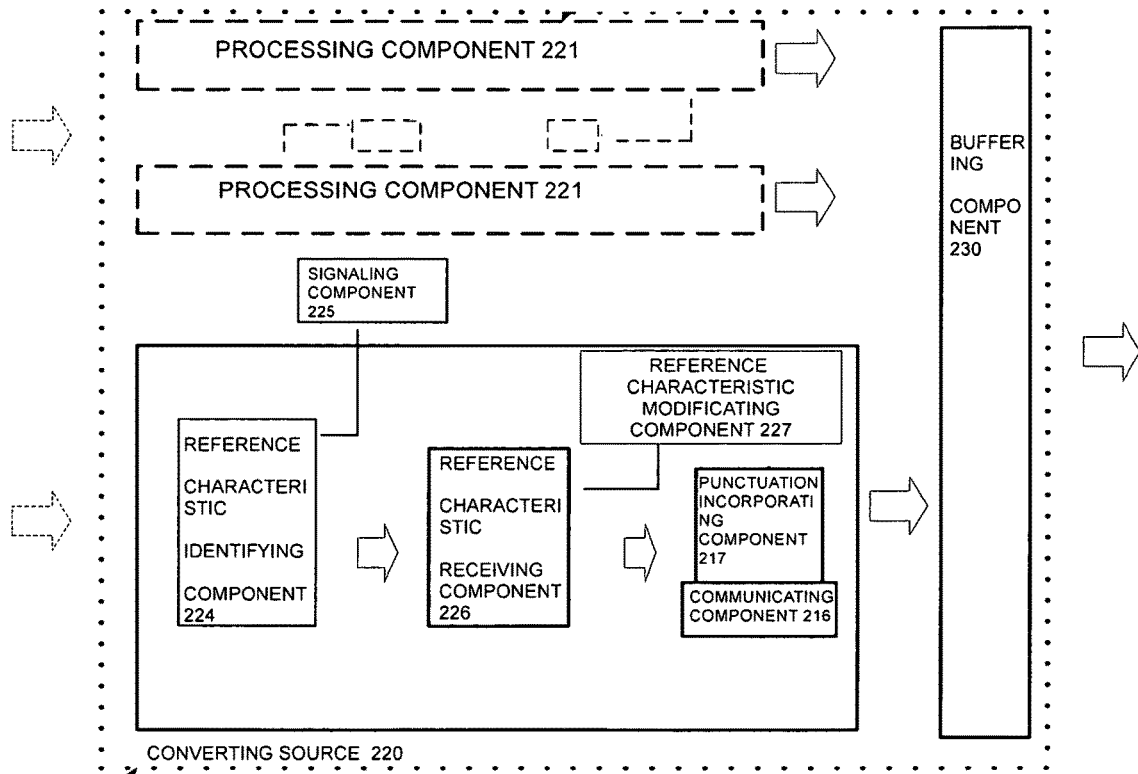 PROCESSING COMPONENT 221
PROCESSING COMPONENT 221
BUFFER
ING
COMPO
NENT
230
SIGNALING
COMPONENT
225
REFERENCE
CHARACTERISTIC
MODIFICATING
COMPONENT 227
REFERENCE
CHARACTERI
STIC
IDENTIFYING
COMPONENT
224
REFERENCE
CHARACTERI
STIC
RECEIVING
COMPONENT
226
PUNCTUATION
INCORPORATI
NG
COMPONENT
217
COMMUNICATING
COMPONENT 216
CONVERTING SOURCE 220